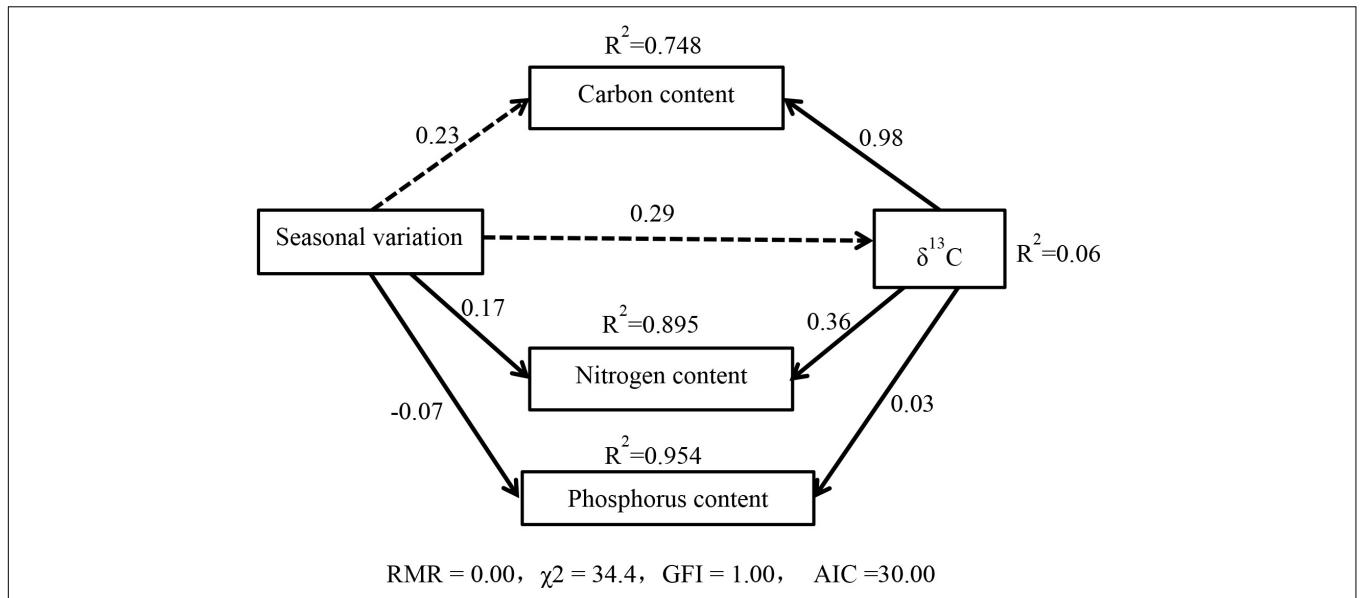 R²=0.748
Carbon content
0.23
0.98
0.29
Seasonal variation
δ¹³C
R²=0.06
0.17
R²=0.895
0.36
Nitrogen content
-0.07
0.03
R²=0.954
Phosphorus content
RMR = 0.00，χ2 = 34.4，GFI = 1.00， AIC =30.00